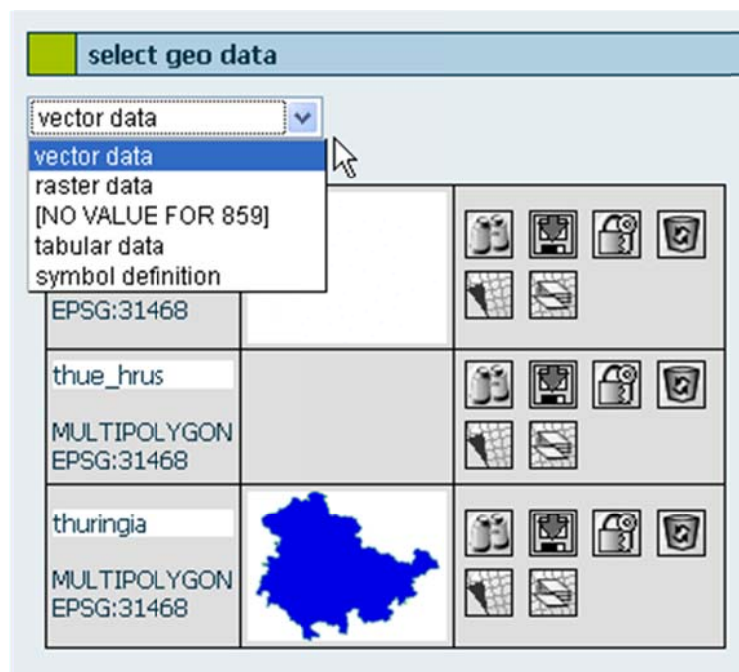 select geo data
vector data
vector data
raster data
[NO VALUE FOR 859]
tabular data
symbol definition
EPSG:31468
thue_hrus
MULTIPOLYGON
EPSG:31468
thuringia
MULTIPOLYGON
EPSG:31468